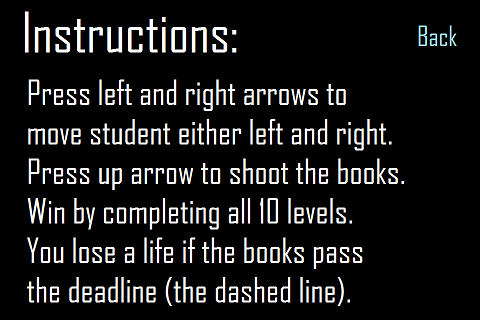 Instructions:
Back
Press left and right arrows to
move student either left and right.
Press up arrow to shoot the books.
Win by completing all 10 levels.
You lose a life if the books pass
the deadline (the dashed line).